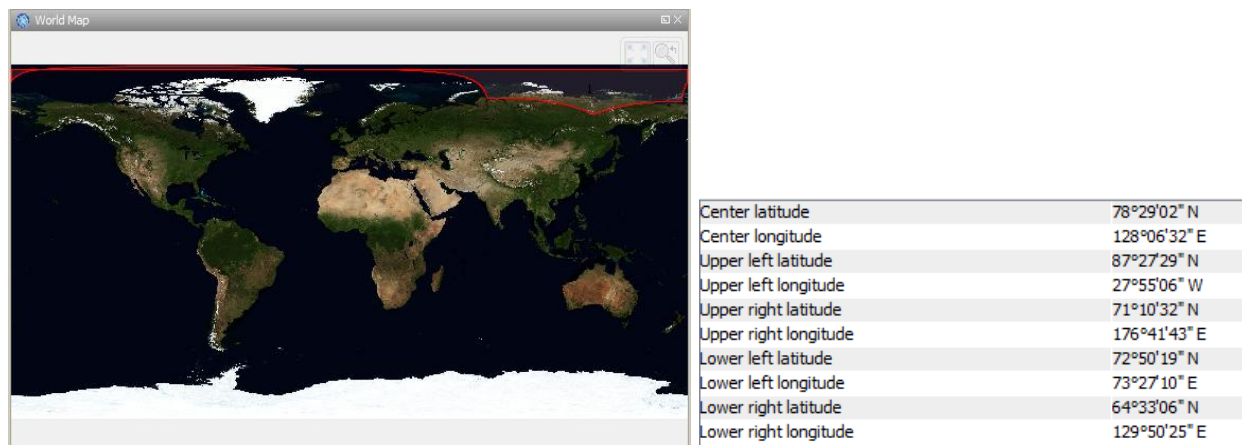 World Map
Center latitude 78°29'02" N
Center longitude 128°06'32" E
Upper left latitude 87°27'29" N
Upper left longitude 27°55'06" W
Upper right latitude 71°10'32" N
Upper right longitude 176°41'43" E
Lower left latitude 72°50'19" N
Lower left longitude 73°27'10" E
Lower right latitude 64°33'06" N
Lower right longitude 129°50'25" E